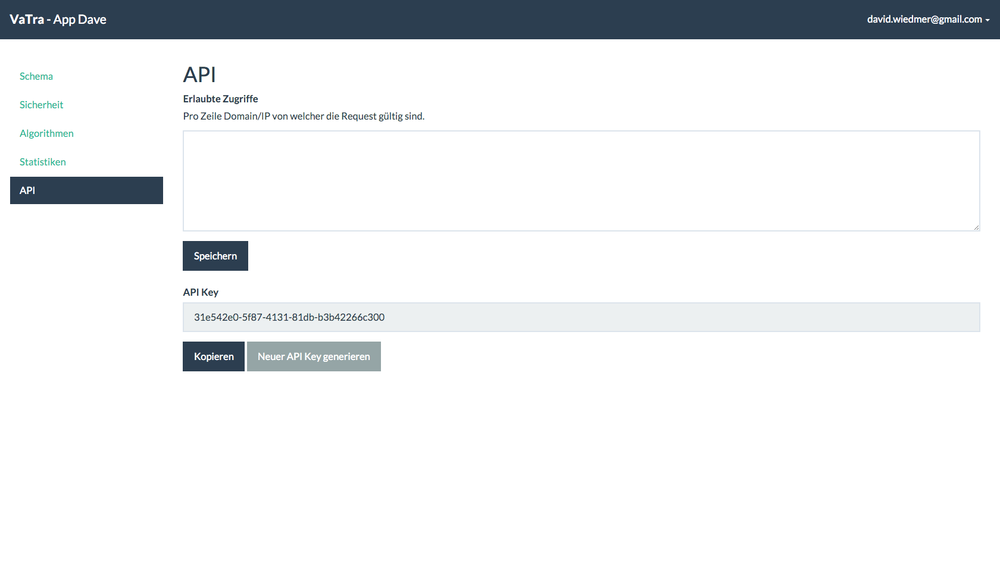 VaTra - App Dave
david.wiedmer@gmail.com
Schema
Sicherheit
Algorithmen
Statistiken
API
API
Erlaubte Zugriffe
Pro Zeile Domain/IP von welcher die Request gültig sind.
Speichern
API Key
31e542e0-5f87-4131-81db-b3b42266c300
Kopieren
Neuer API Key generieren